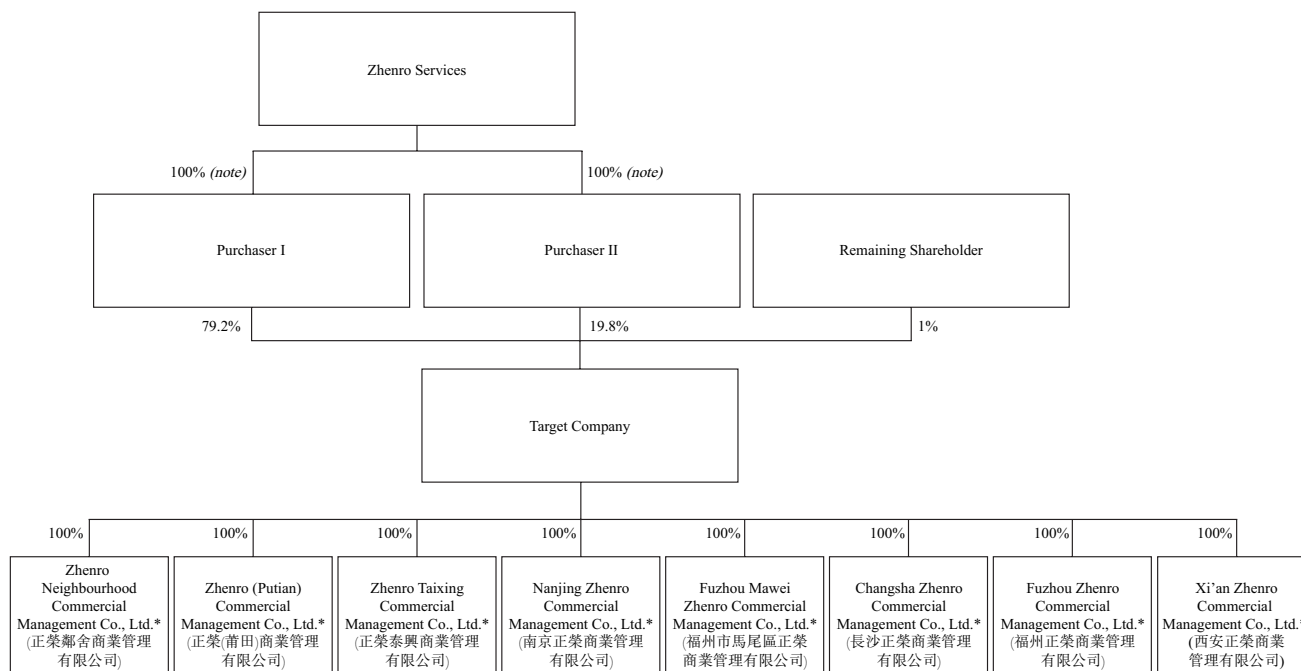 Zhenro Services
100% (note)
100% (note)
Purchaser I
Purchaser II
Remaining Shareholder
79.2%
19.8%
1%
Target Company
100%
100%
100%
100%
100%
100%
100%
100%
Zhenro
Neighbourhood
Commercial
Management Co., Ltd.*
(正榮鄰舍商業管理
有限公司)
Zhenro (Putian)
Commercial
Management Co., Ltd.*
(正榮(莆田)商業管理
有限公司)
Zhenro Taixing
Commercial
Management Co., Ltd.*
(正榮泰興商業管理
有限公司)
Nanjing Zhenro
Commercial
Management Co., Ltd.*
(南京正榮商業管理
有限公司)
Fuzhou Mawei
Zhenro Commercial
Management Co., Ltd.*
(福州市馬尾區正榮
商業管理有限公司)
Changsha Zhenro
Commercial
Management Co., Ltd.*
(長沙正榮商業管理
有限公司)
Fuzhou Zhenro
Commercial
Management Co., Ltd.*
(福州正榮商業管理
有限公司)
Xi'an Zhenro
Commercial
Management Co., Ltd.*
(西安正榮商業
管理有限公司)